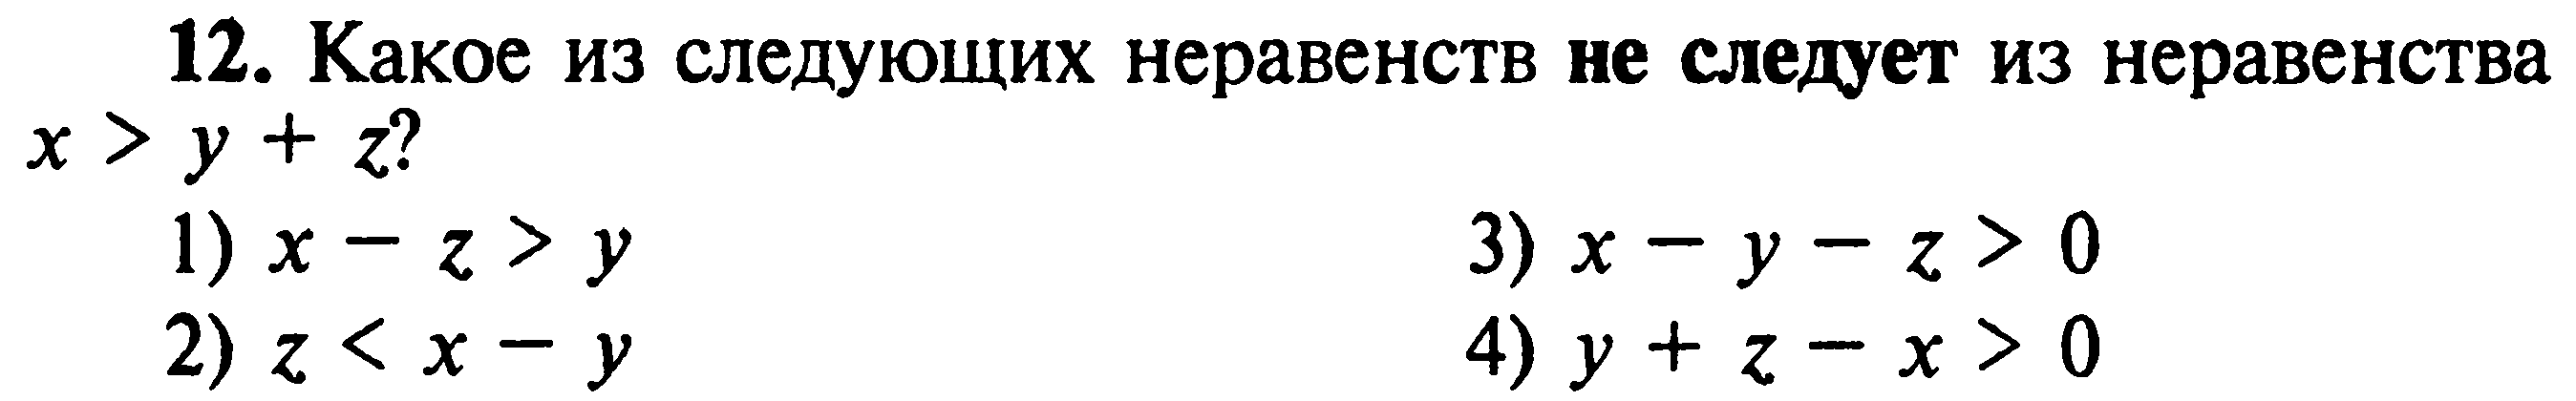 12. Какое из следующих неравенств не следует из неравенства
x > y + z?
1) x − z > y
2) z < x − y
3) x − y − z > 0
4) y + z − x > 0